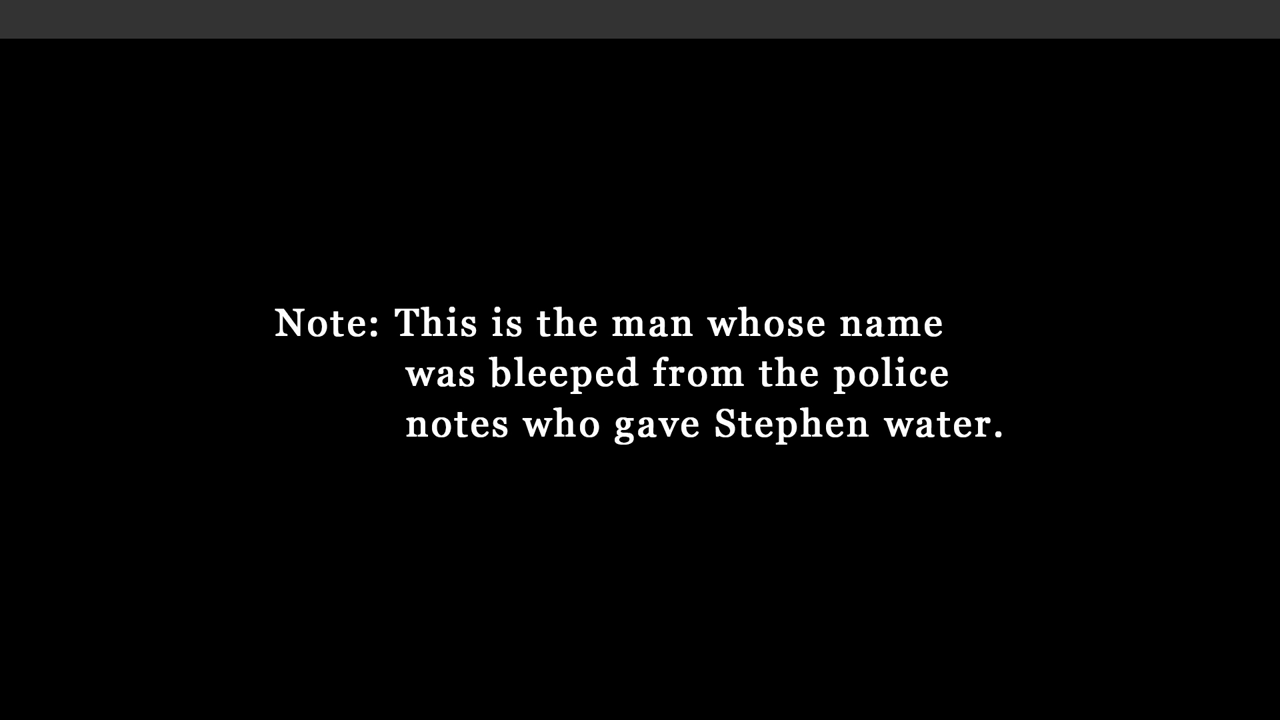 Note: This is the man whose name
was bleeped from the police
notes who gave Stephen water.